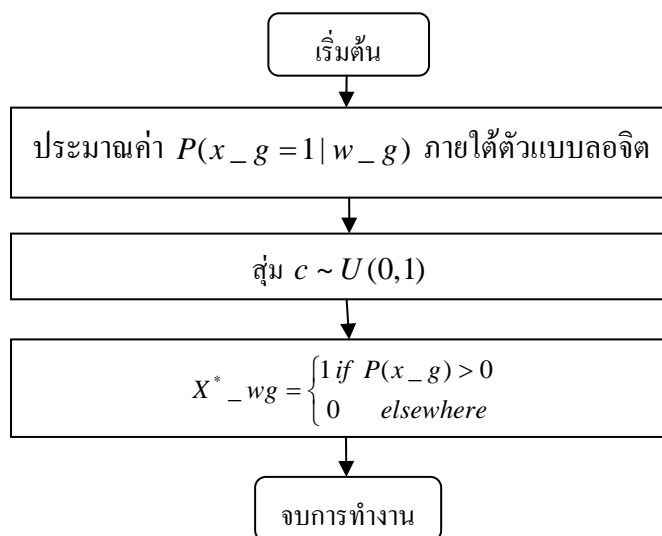 เริ่มต้น
ประมาณค่า P(x_g=1|w_g) ภายใต้ตัวแบบลอจิต
สุ่ม c ~ U(0,1)
X*_wg = {1 if P(x_g) > 0
0 elsewhere
จบการทำงาน